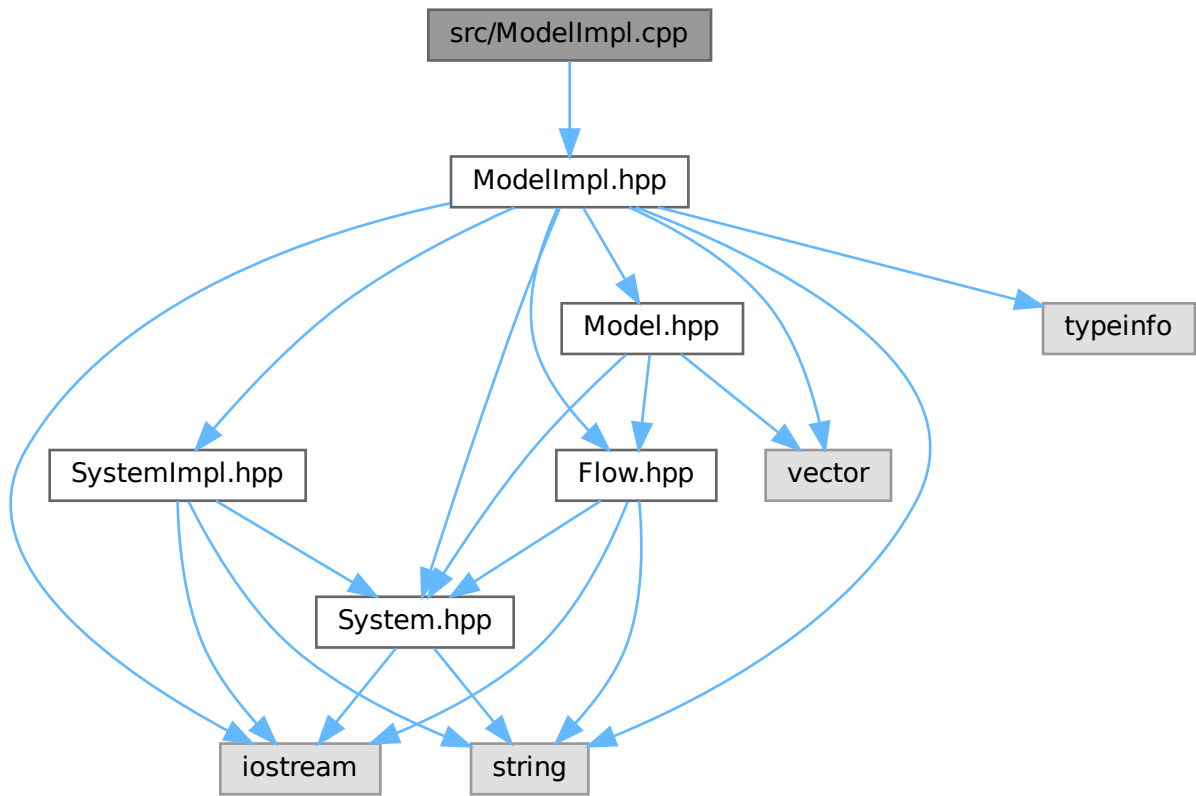 src/ModelImpl.cpp
ModelImpl.hpp
Model.hpp
typeinfo
SystemImpl.hpp
Flow.hpp
vector
System.hpp
iostream
string